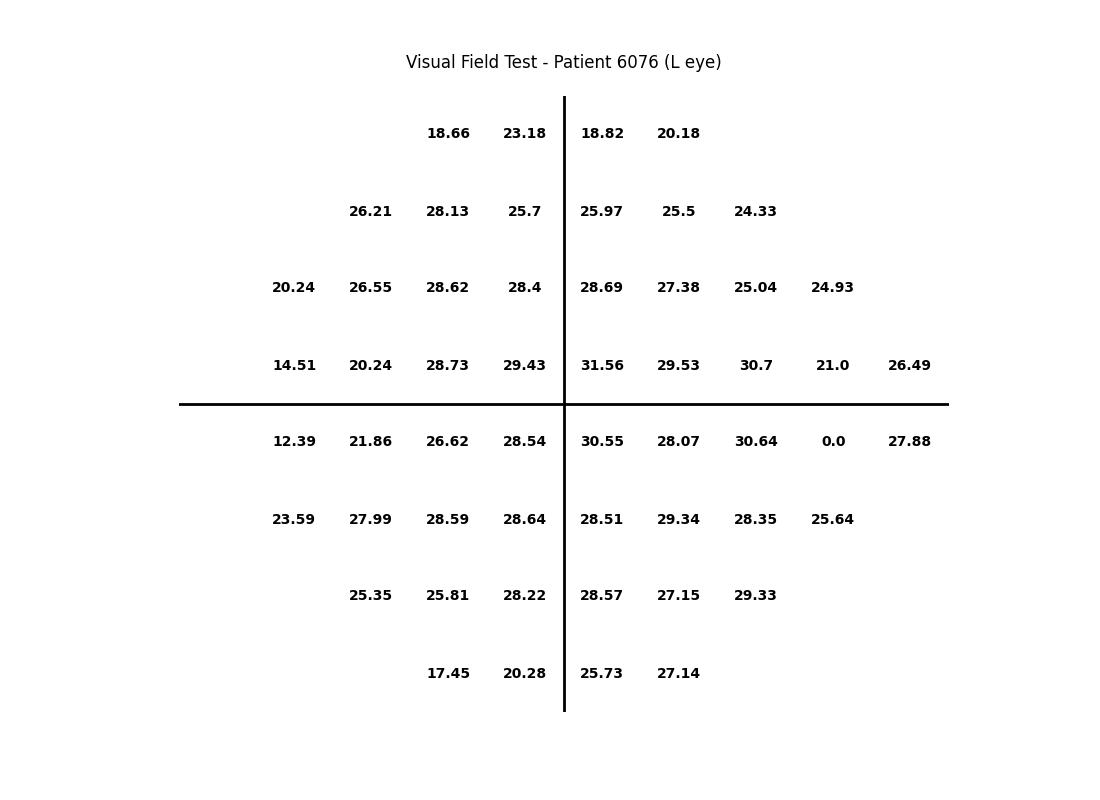 Visual Field Test - Patient 6076 (L eye)
18.66 23.18 18.82 20.18
26.21 28.13 25.7 25.97 25.5 24.33
20.24 26.55 28.62 28.4 28.69 27.38 25.04 24.93
14.51 20.24 28.73 29.43 31.56 29.53 30.7 21.0 26.49
12.39 21.86 26.62 28.54 30.55 28.07 30.64 0.0 27.88
23.59 27.99 28.59 28.64 28.51 29.34 28.35 25.64
25.35 25.81 28.22 28.57 27.15 29.33
17.45 20.28 25.73 27.14